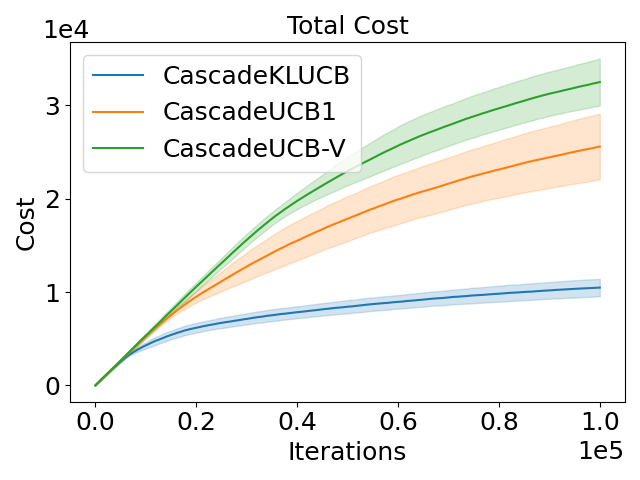 Total Cost
1e4
CascadeKLUCB
CascadeUCB1
CascadeUCB-V
3
2
1
0
Cost
0.0 0.2 0.4 0.6 0.8 1.0
Iterations
1e5